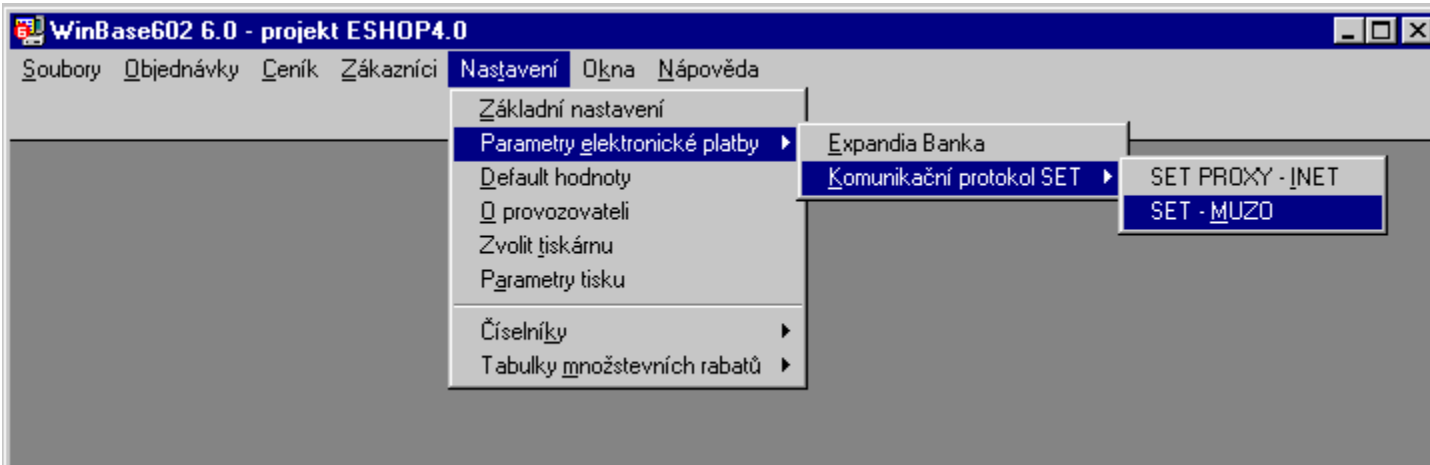 WinBase602 6.0 - projekt ESHOP4.0
Soubory Objednávky Ceník Zákazníci Nastavení Okna Nápověda
Základní nastavení
Parametry elektronické platby
Default hodnoty
O provozovateli
Zvolit tiskárnu
Parametry tisku
Číselníky
Tabulky množstevních rabatů
Expandia Banka
Komunikační protokol SET
SET PROXY - INET
SET - MUZO